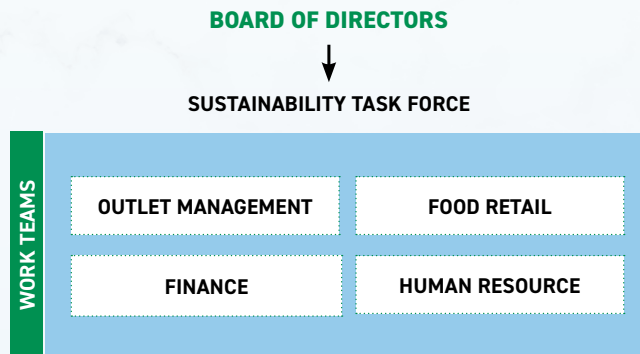 BOARD OF DIRECTORS
SUSTAINABILITY TASK FORCE
WORK TEAMS
OUTLET MANAGEMENT
FOOD RETAIL
FINANCE
HUMAN RESOURCE